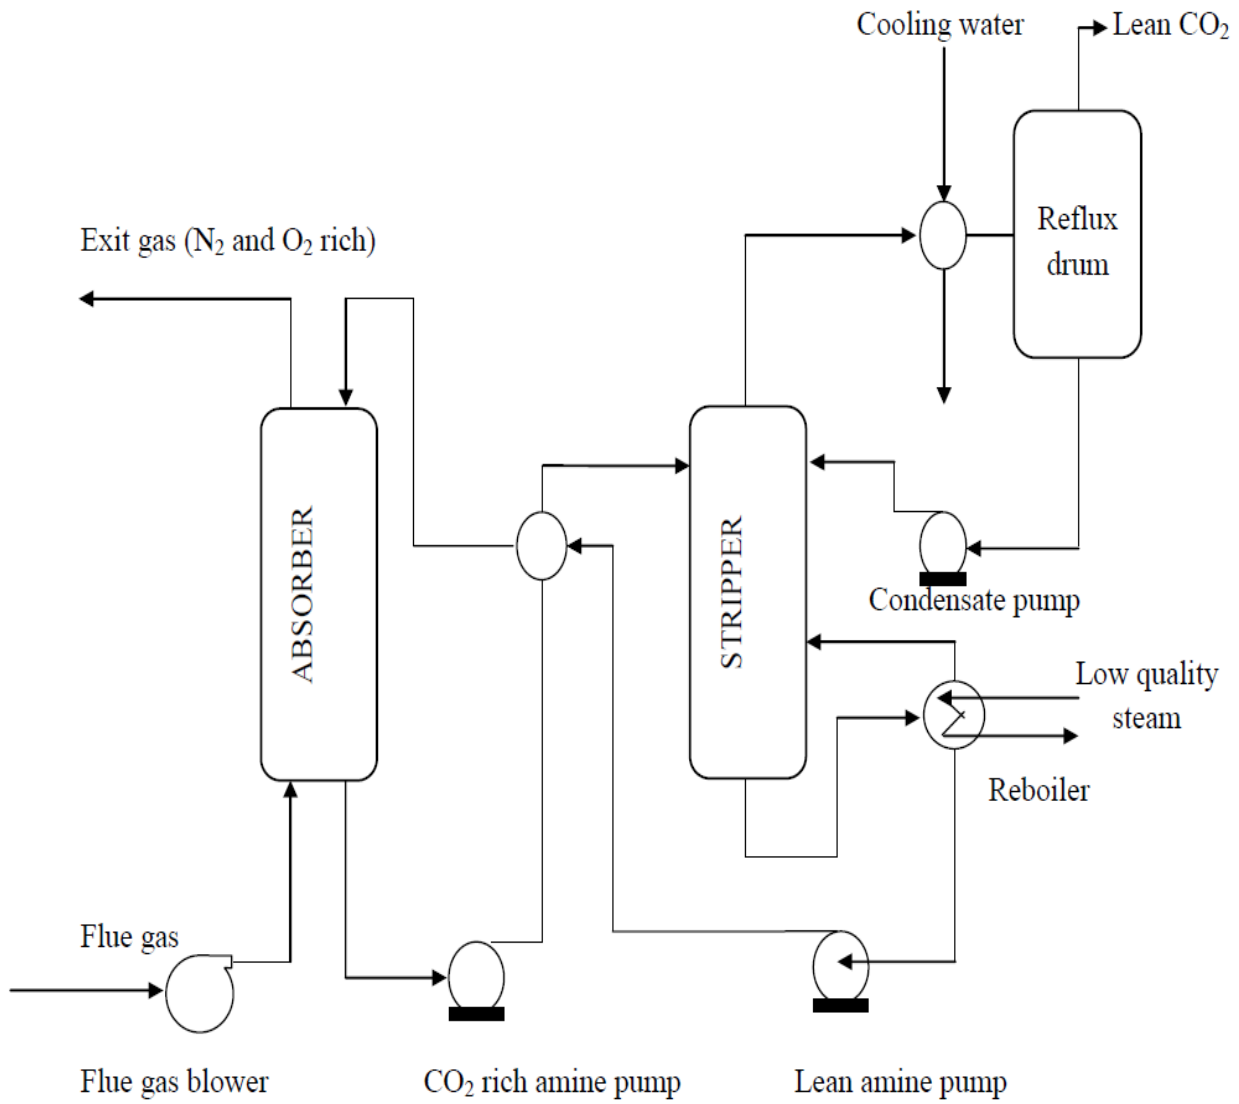 Cooling water
Lean CO₂
Reflux
drum
Exit gas (N₂ and O₂ rich)
ABSORBER
STRIPPER
Condensate pump
Low quality
steam
Reboiler
Flue gas
Flue gas blower
CO₂ rich amine pump
Lean amine pump